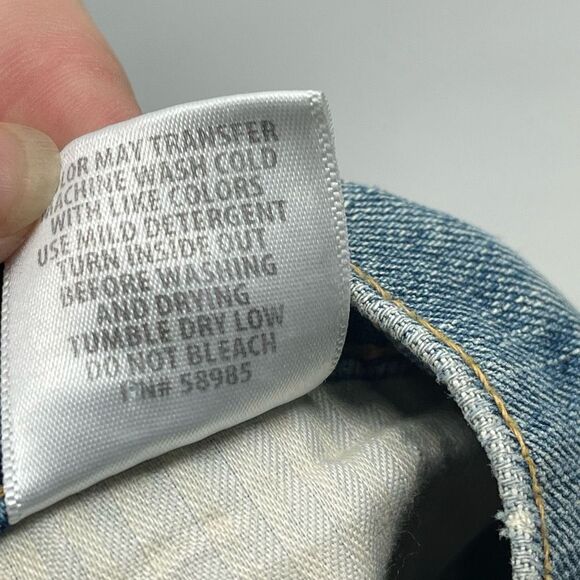 LOR MAY TRANSFER
MACHINE WASH COLD
WITH LIKE COLORS
USE MILD DETERGENT
TURN INSIDE OUT
BEFORE WASHING
AND DRYING
TUMBLE DRY LOW
DO NOT BLEACH
PN# 58985